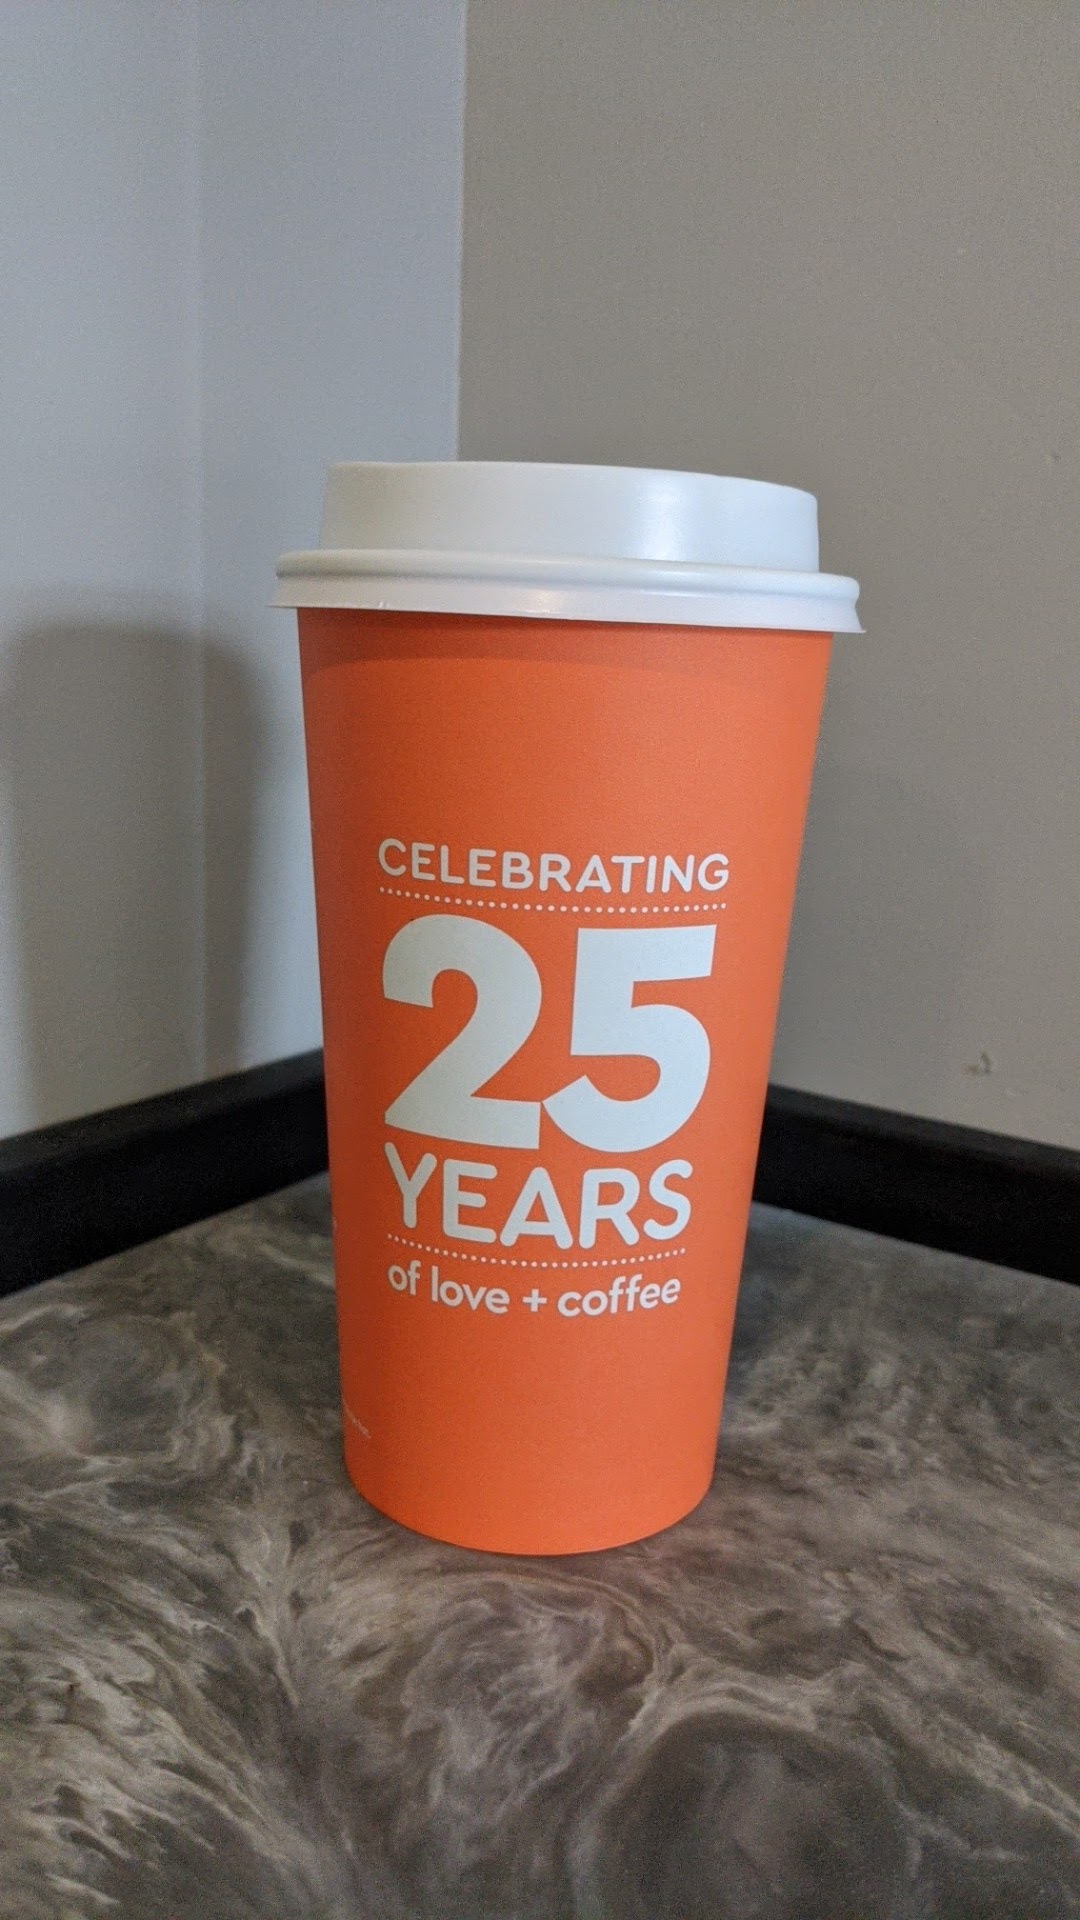 CELEBRATING
25
YEARS
of love + coffee